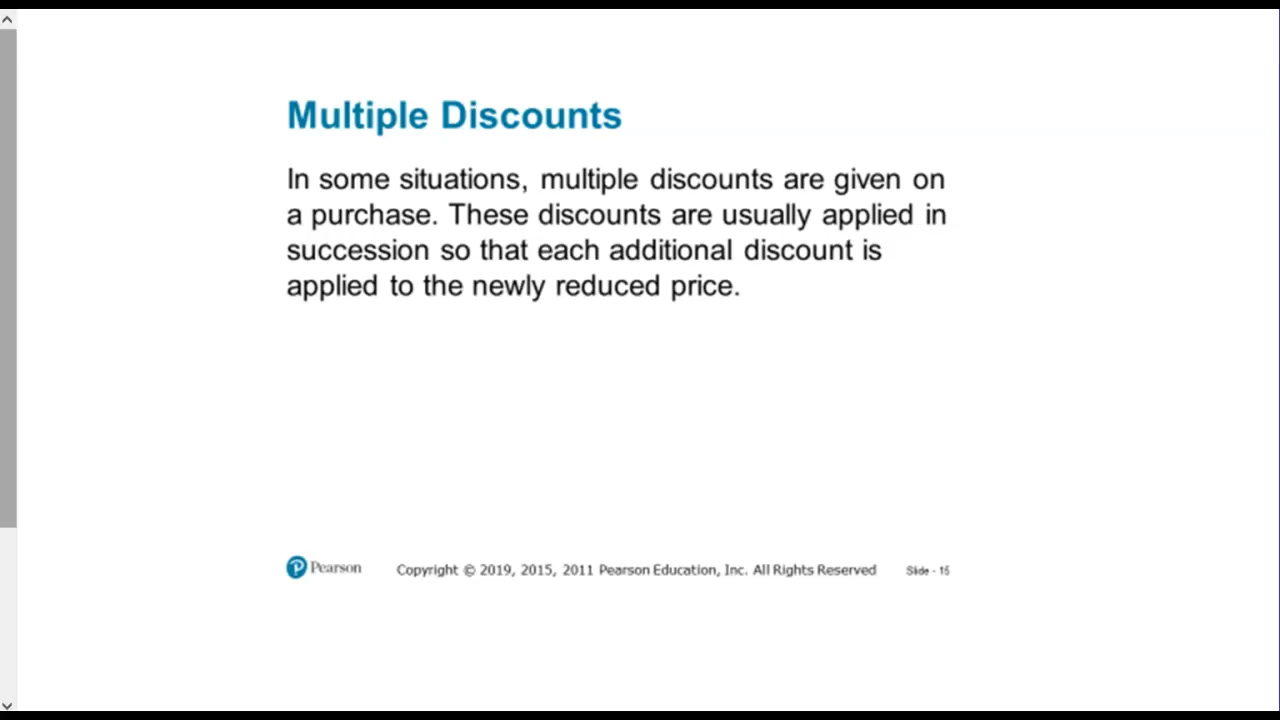 Multiple Discounts
In some situations, multiple discounts are given on
a purchase. These discounts are usually applied in
succession so that each additional discount is
applied to the newly reduced price.
Pearson
Copyright © 2019, 2015, 2011 Pearson Education, Inc. All Rights Reserved
Slide - 15